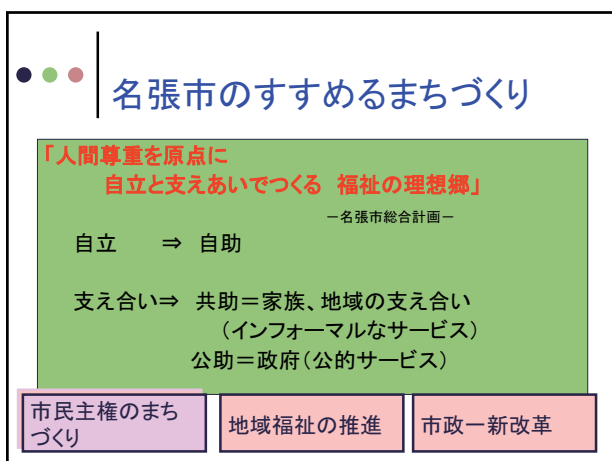 名張市のすすめるまちづくり
「人間尊重を原点に
自立と支えあいでつくる 福祉の理想郷」
－名張市総合計画－
自立 ⇒ 自助
支え合い⇒ 共助＝家族、地域の支え合い
（インフォーマルなサービス）
公助＝政府（公的サービス）
市民主権のまち
づくり
地域福祉の推進
市政一新改革